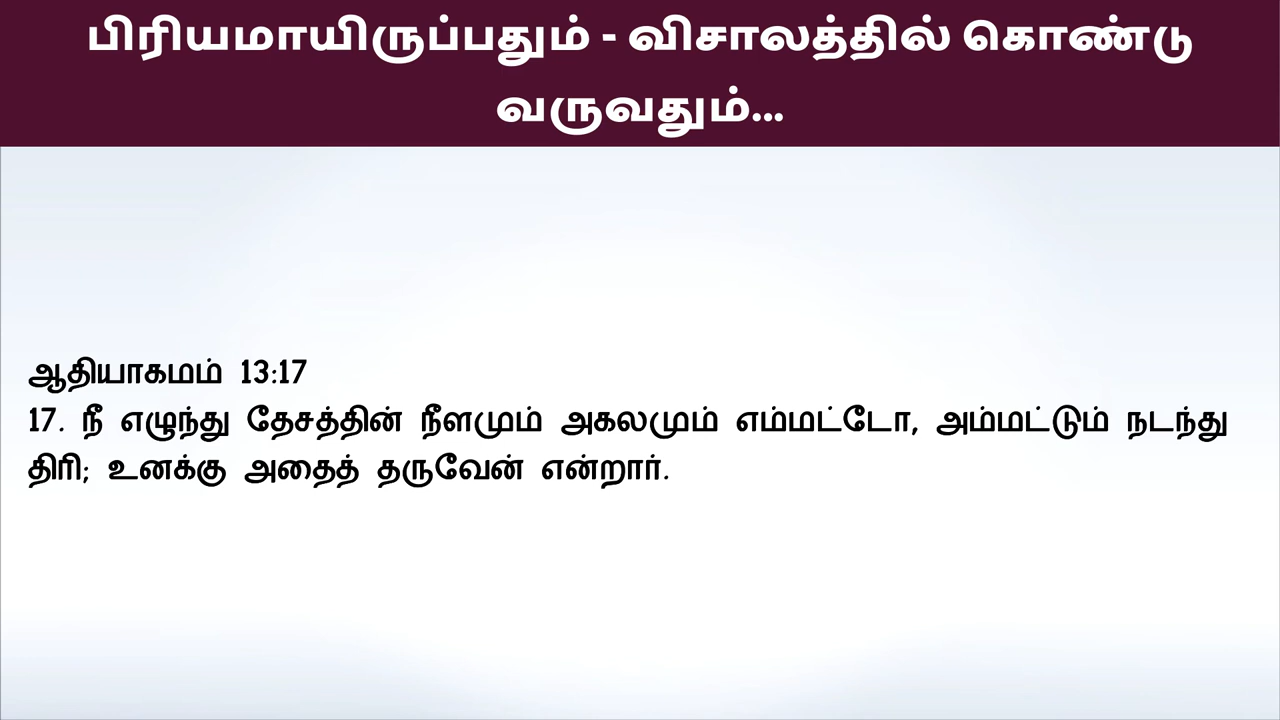 பிரியமாயிருப்பதும் - விசாலத்தில் கொண்டு
வருவதும்...
ஆதியாகமம் 13:17
17. நீ எழுந்து தேசத்தின் நீளமும் அகலமும் எம்மட்டோ, அம்மட்டும் நடந்து
திரி; உனக்கு அதைத் தருவேன் என்றார்.